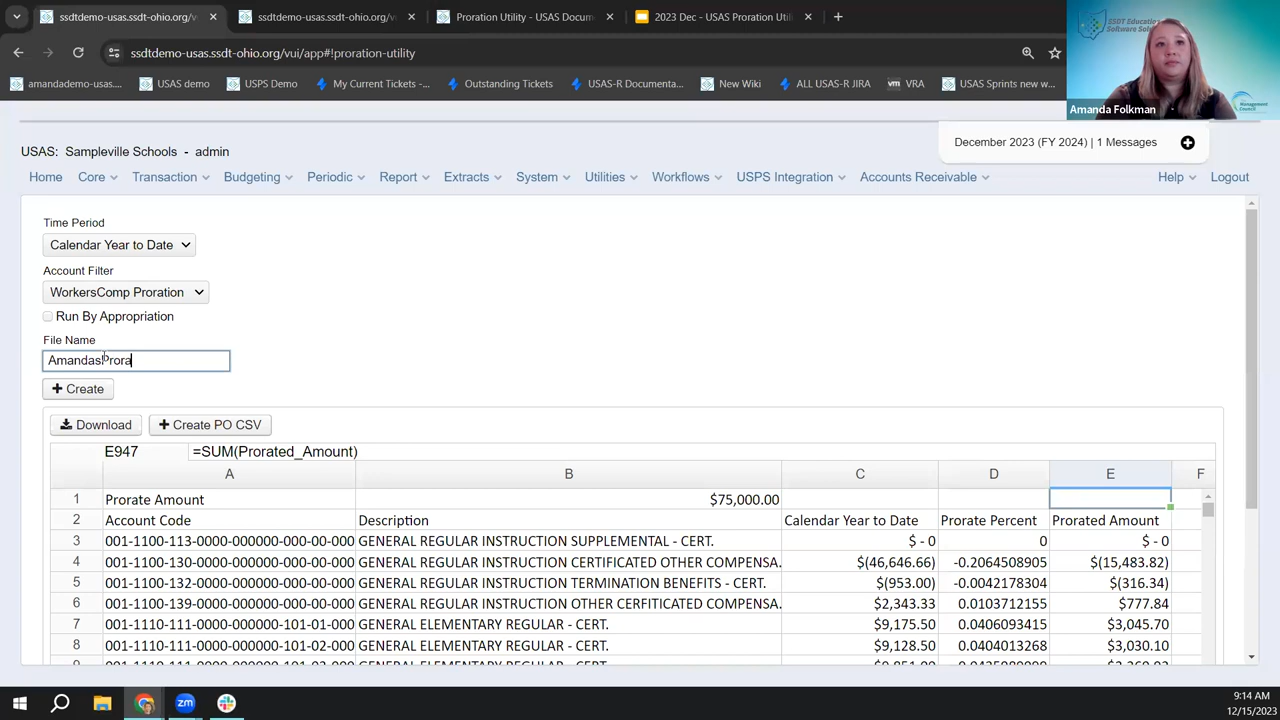 ssdtdemo-usas.ssdt-ohio.org/v
ssdtdemo-usas.ssdt-ohio.org/v
Proration Utility - USAS Docum
2023 Dec - USAS Proration Util
ssdtdemo-usas.ssdt-ohio.org/vui/app#!proration-utility
amandademo-usas....
USAS demo
USPS Demo
My Current Tickets -...
Outstanding Tickets
USAS-R Documenta...
New Wiki
ALL USAS-R JIRA
VRA
USAS Sprints new w
SSDT Education
Software Solu
Amanda Folkman
Management
Council
USAS: Sampleville Schools - admin
December 2023 (FY 2024) | 1 Messages
Home Core Transaction Budgeting Periodic Report Extracts System Utilities Workflows USPS Integration Accounts Receivable Help Logout
Time Period
Calendar Year to Date
Account Filter
WorkersComp Proration
Run By Appropriation
File Name
AmandasProra
Create
Download Create PO CSV
E947 =SUM(Prorated_Amount)
A B C D E F
1 Prorate Amount $75,000.00
2 Account Code Description Calendar Year to Date Prorate Percent Prorated Amount
3 001-1100-113-0000-000000-000-00-000 GENERAL REGULAR INSTRUCTION SUPPLEMENTAL - CERT. $ - 0 0 $ - 0
4 001-1100-130-0000-000000-000-00-000 GENERAL REGULAR INSTRUCTION CERTIFICATED OTHER COMPENSA. $(46,646.66) -0.2064508905 $(15,483.82)
5 001-1100-132-0000-000000-000-00-000 GENERAL REGULAR INSTRUCTION TERMINATION BENEFITS - CERT. $(953.00) -0.0042178304 $(316.34)
6 001-1100-139-0000-000000-000-00-000 GENERAL REGULAR INSTRUCTION OTHER CERFITICATED COMPENSA. $2,343.33 0.0103712155 $777.84
7 001-1110-111-0000-000000-101-01-000 GENERAL ELEMENTARY REGULAR - CERT. $9,175.50 0.0406093415 $3,045.70
8 001-1110-111-0000-000000-101-02-000 GENERAL ELEMENTARY REGULAR - CERT. $9,128.50 0.0404013268 $3,030.10
9:14 AM
12/15/2023